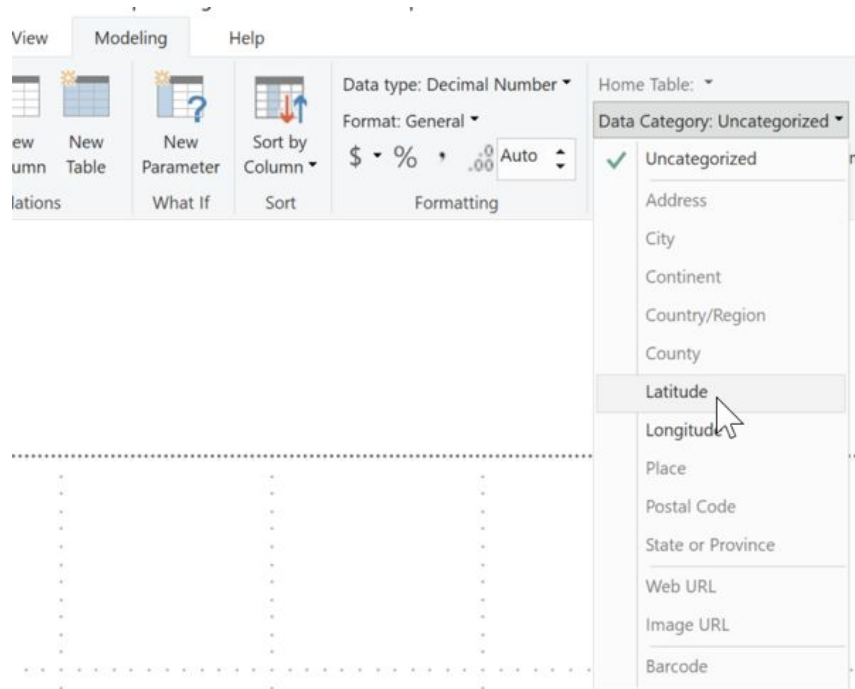 View Modeling Help
Data type: Decimal Number
Home Table:
Format: General
Data Category: Uncategorized
ew
umn
New
Table
New
Parameter
Sort by
Column
$ % , .00 Auto
lations
What If
Sort
Formatting
Uncategorized
Address
City
Continent
Country/Region
County
Latitude
Longitude
Place
Postal Code
State or Province
Web URL
Image URL
Barcode